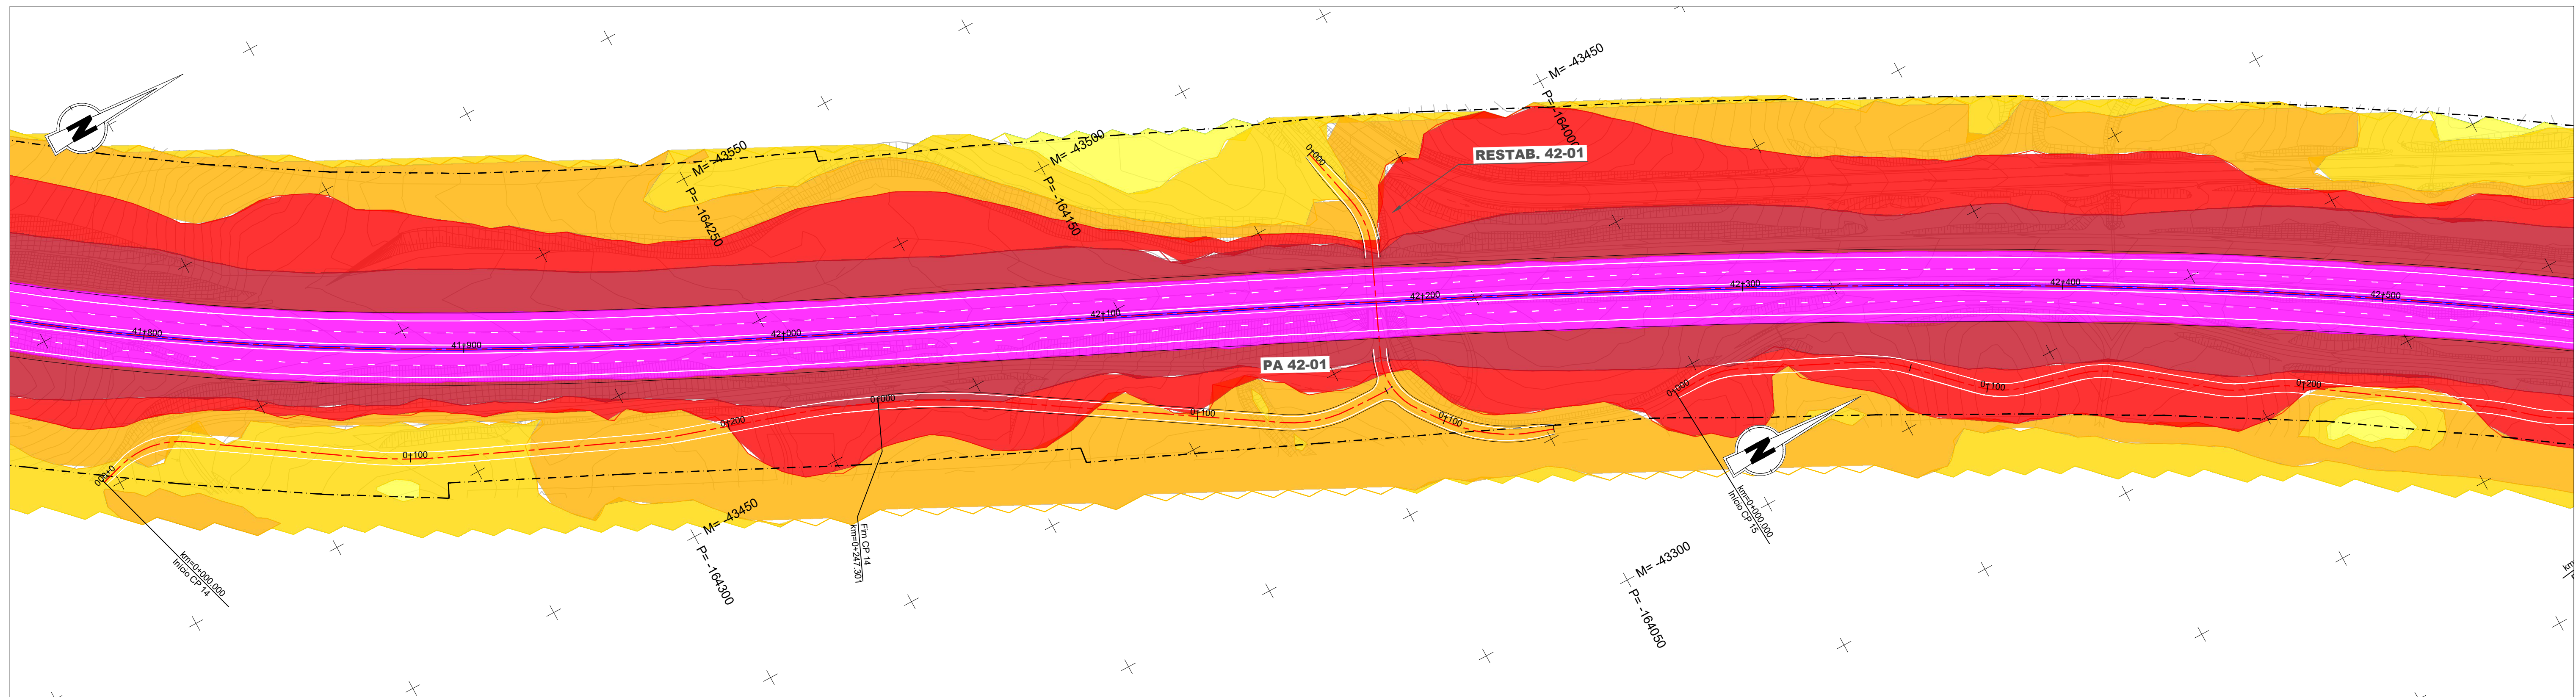 M= -43450
P= -164000
N
M= -43550
P= -164250
M= -43500
P= -164150
0+000
RESTAB. 42-01
41+800
41+900
42+000
42+100
42+200
42+300
42+400
42+500
PA 42-01
0+000
0+100
0+200
0+000
0+100
0+100
0+000
0+100
0+200
N
km=0+000.000
Início CP 14
Fim CP 14
km=0+247.301
M= -43450
P= -164300
km=0+000.000
Início CP 15
M= -43300
P= -164050